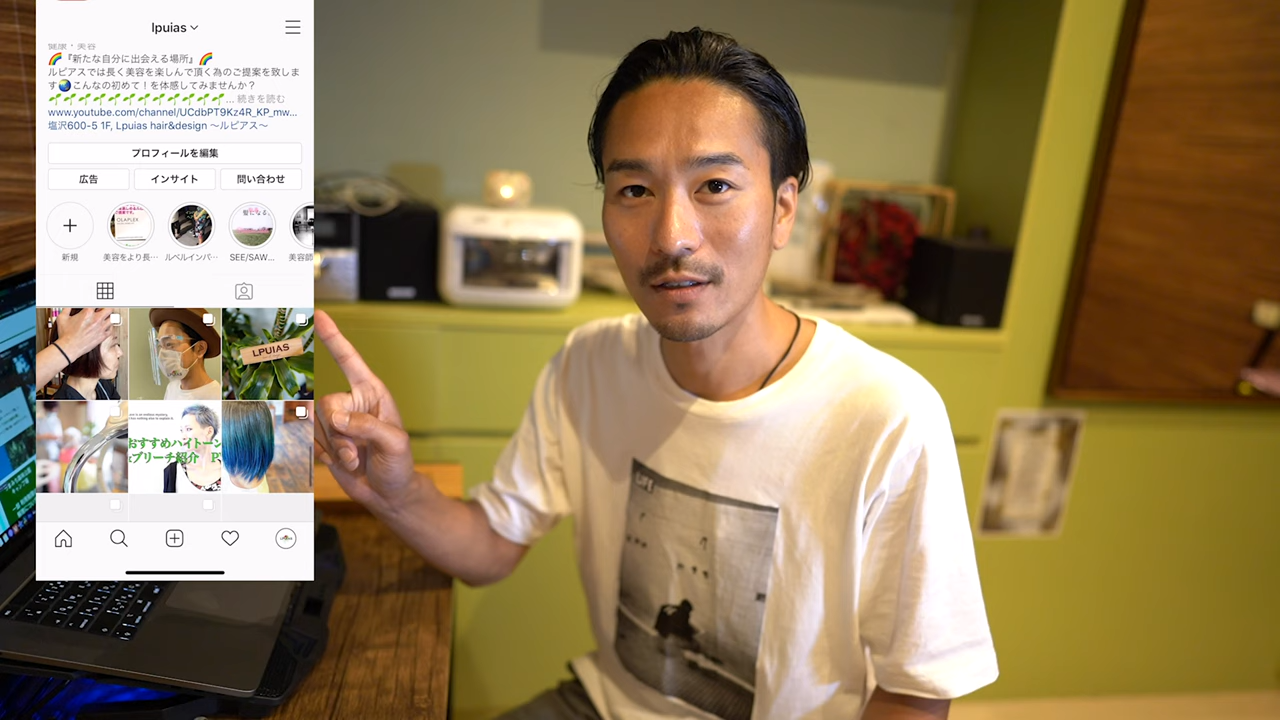 lpuias
健康・美容
🌈『新たな自分に出会える場所』🌈
ルピアスでは長く美容を楽しんで頂く為のご提案を致しま
す🌏こんなの初めて！を体感してみませんか？
🌱🌱🌱🌱🌱🌱🌱🌱🌱🌱🌱🌱... 続きを読む
www.youtube.com/channel/UCdbPT9Kz4R_KP_mw...
塩沢600-5 1F, Lpuias hair&design 〜ルピアス〜
プロフィールを編集
広告
インサイト
問い合わせ
OLAPLEX
新規
美容をより長…
ルベルインパ…
SEE/SAW...
美容師
LPUIAS
おすすめハイトーン
ブリーチ紹介
LIFE